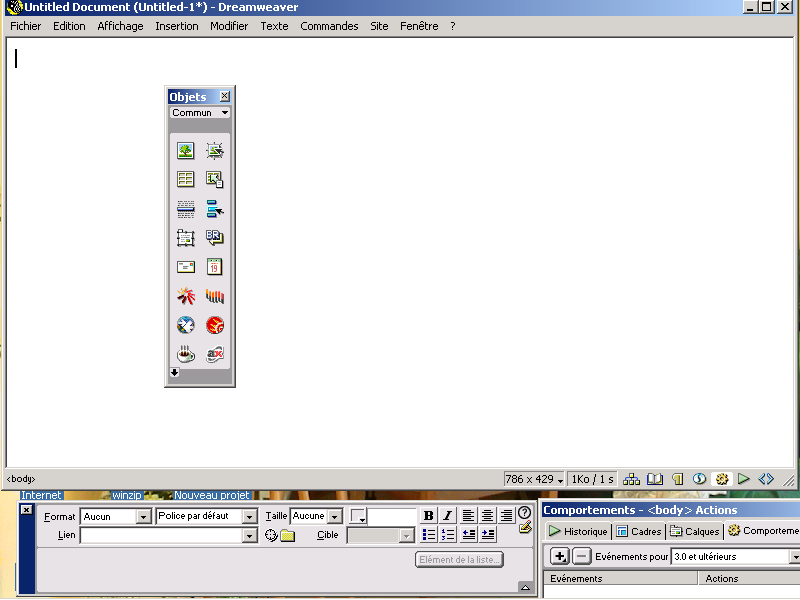 Untitled Document (Untitled-1*) - Dreamweaver
Fichier Edition Affichage Insertion Modifier Texte Commandes Site Fenêtre ?
Objets
Commun
BR
19
<body>
786 x 429 1Ko / 1 s
Internet winzip Nouveau projet
Format Aucun Police par défaut Taille Aucune B I
Lien Cible
Elément de la liste...
Comportements - <body> Actions
Historique Cadres Calques Comporteme
Evénements pour 3.0 et ultérieurs
Evénements Actions